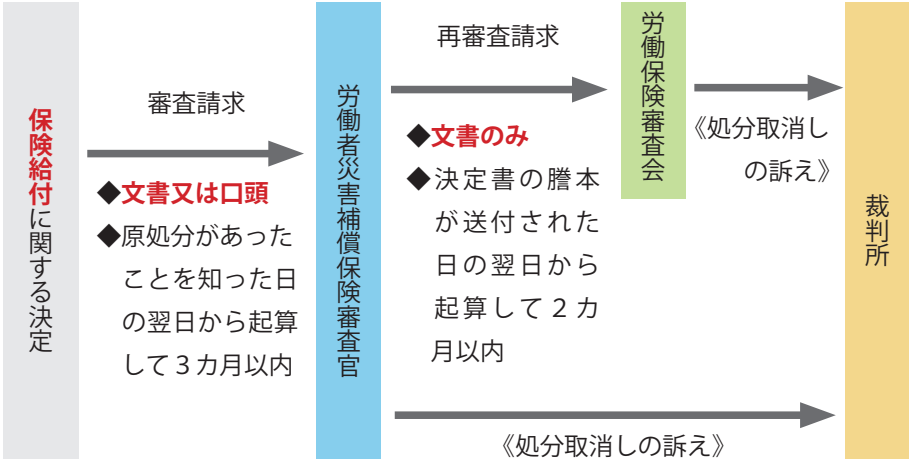 保険給付に関する決定
審査請求
◆文書又は口頭
◆原処分があった
ことを知った日
の翌日から起算
して３カ月以内
労働者災害補償保険審査官
再審査請求
◆文書のみ
◆決定書の謄本
が送付された
日の翌日から
起算して２カ
月以内
労働保険審査会
《処分取消し
の訴え》
《処分取消しの訴え》
裁判所